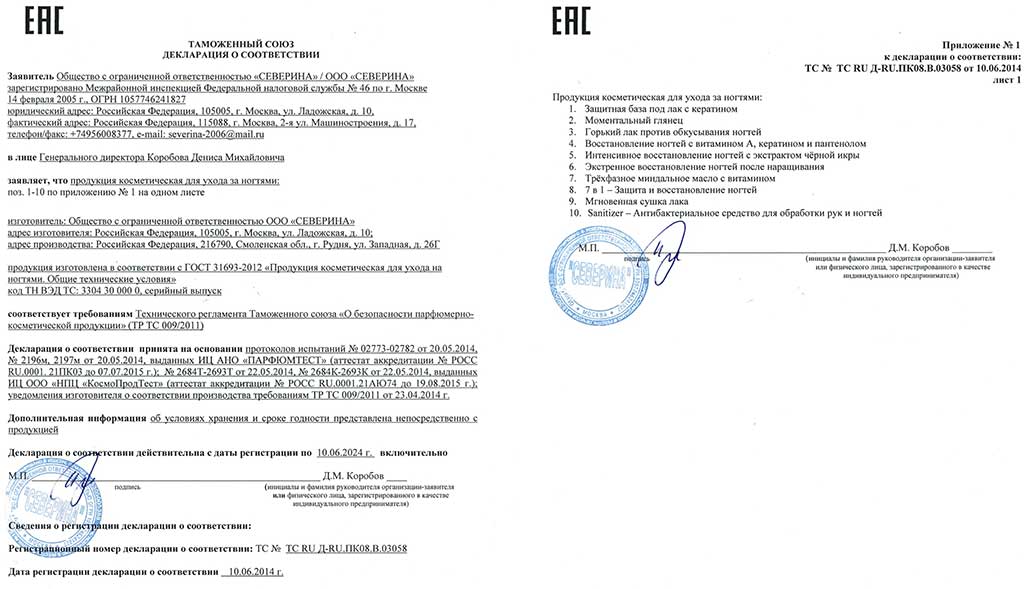 ЕАС
ТАМОЖЕННЫЙ СОЮЗ
ДЕКЛАРАЦИЯ О СООТВЕТСТВИИ
Заявитель Общество с ограниченной ответственностью «СЕВЕРИНА» / ООО «СЕВЕРИНА»
зарегистрировано Межрайонной инспекцией Федеральной налоговой службы № 46 по г. Москве
14 февраля 2005 г., ОГРН 1057746241827
юридический адрес: Российская Федерация, 105005, г. Москва, ул. Ладожская, д. 10,
фактический адрес: Российская Федерация, 115088, г. Москва, 2-я ул. Машиностроения, д. 17,
телефон/факс: +74956008377, e-mail: severina-2006@mail.ru
в лице Генерального директора Коробова Дениса Михайловича
заявляет, что продукция косметическая для ухода за ногтями:
поз. 1-10 по приложению № 1 на одном листе
изготовитель: Общество с ограниченной ответственностью ООО «СЕВЕРИНА»
адрес изготовителя: Российская Федерация, 105005, г. Москва, ул. Ладожская, д. 10;
адрес производства: Российская Федерация, 216790, Смоленская обл., г. Рудня, ул. Западная, д. 26Г
продукция изготовлена в соответствии с ГОСТ 31693-2012 «Продукция косметическая для ухода на
ногтями. Общие технические условия»
код ТН ВЭД ТС: 3304 30 000 0, серийный выпуск
соответствует требованиям Технического регламента Таможенного союза «О безопасности парфюмерно-
косметической продукции» (ТР ТС 009/2011)
Декларация о соответствии принята на основании протоколов испытаний № 02773-02782 от 20.05.2014,
№ 2196м, 2197м от 20.05.2014, выданных ИЦ АНО «ПАРФЮМТЕСТ» (аттестат аккредитации № РОСС
RU.0001. 21ПК03 до 07.07.2015 г.); № 2684Т-2693Т от 22.05.2014, № 2684К-2693К от 22.05.2014, выданных
ИЦ ООО «НПЦ «КосмоПродТест» (аттестат аккредитации № РОСС RU.0001.21АЮ74 до 19.08.2015 г.);
уведомления изготовителя о соответствии производства требованиям ТР ТС 009/2011 от 23.04.2014 г.
Дополнительная информация об условиях хранения и сроке годности представлена непосредственно с
продукцией
Декларация о соответствии действительна с даты регистрации по 10.06.2024 г. включительно
М.П. Д.М. Коробов
подпись (инициалы и фамилия руководителя организации-заявителя
или физического лица, зарегистрированного в качестве
индивидуального предпринимателя)
"СЕВЕРИНА"
Сведения о регистрации декларации о соответствии:
Регистрационный номер декларации о соответствии: ТС № ТС RU Д-RU.ПК08.В.03058
Дата регистрации декларации о соответствии 10.06.2014 г.
ЕАС
Приложение № 1
к декларации о соответствии:
ТС № ТС RU Д-RU.ПК08.В.03058 от 10.06.2014
лист 1
Продукция косметическая для ухода за ногтями:
1. Защитная база под лак с кератином
2. Моментальный глянец
3. Горький лак против обкусывания ногтей
4. Восстановление ногтей с витамином А, кератином и пантенолом
5. Интенсивное восстановление ногтей с экстрактом чёрной икры
6. Экстренное восстановление ногтей после наращивания
7. Трёхфазное миндальное масло с витамином
8. 7 в 1 – Защита и восстановление ногтей
9. Мгновенная сушка лака
10. Sanitizer – Антибактериальное средство для обработки рук и ногтей
М.П. Д.М. Коробов
подпись (инициалы и фамилия руководителя организации-заявителя
или физического лица, зарегистрированного в качестве
индивидуального предпринимателя)
"СЕВЕРИНА"
МОСКВА